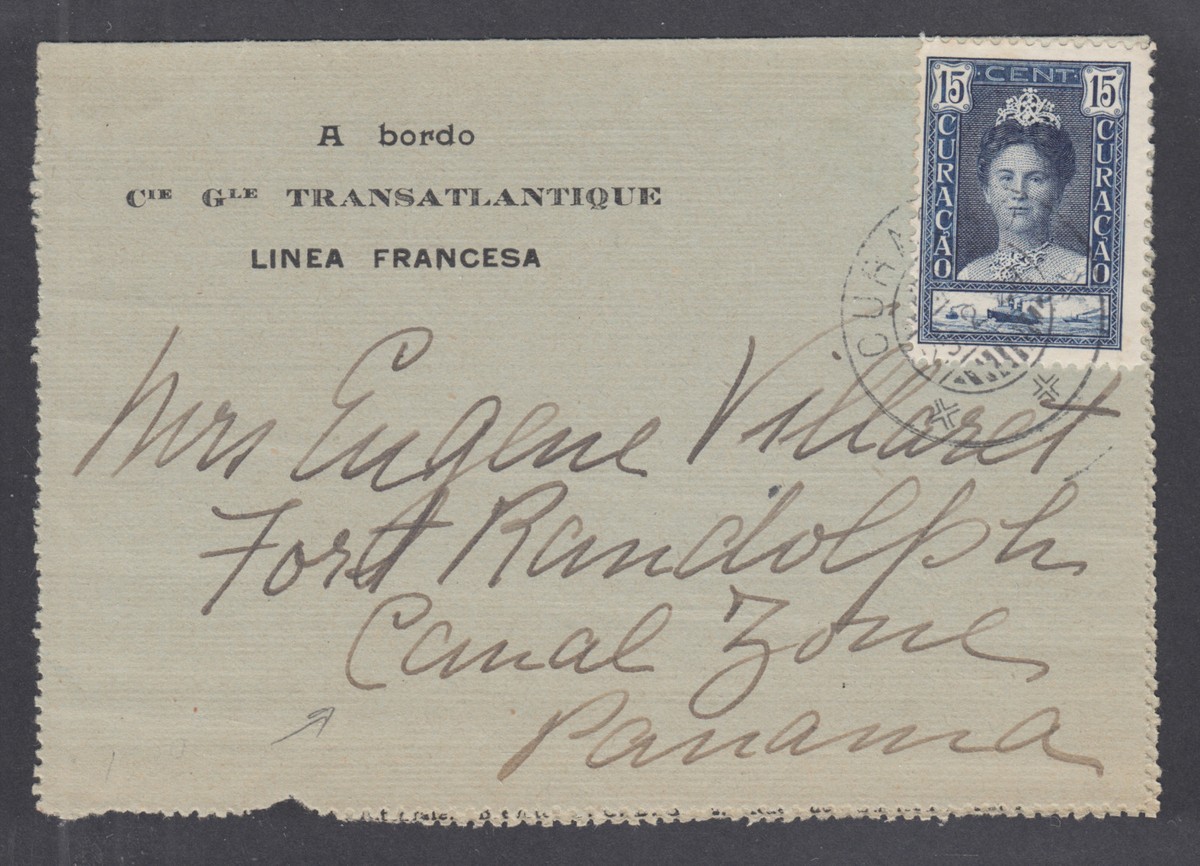 A bordo
CIE GLE TRANSATLANTIQUE
LINEA FRANCESA
15 CENT 15
CURAÇAO CURAÇAO
CURA
Mrs Eugene Villaret
Fort Randolph
Canal Zone
Panama